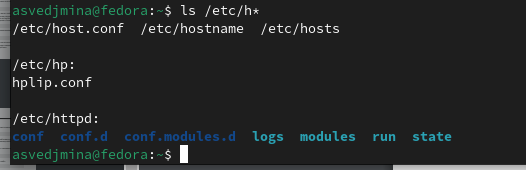 asvedjmina@fedora:~$ ls /etc/h*
/etc/host.conf  /etc/hostname  /etc/hosts
/etc/hp:
hplip.conf
/etc/httpd:
conf  conf.d  conf.modules.d  logs  modules  run  state
asvedjmina@fedora:~$